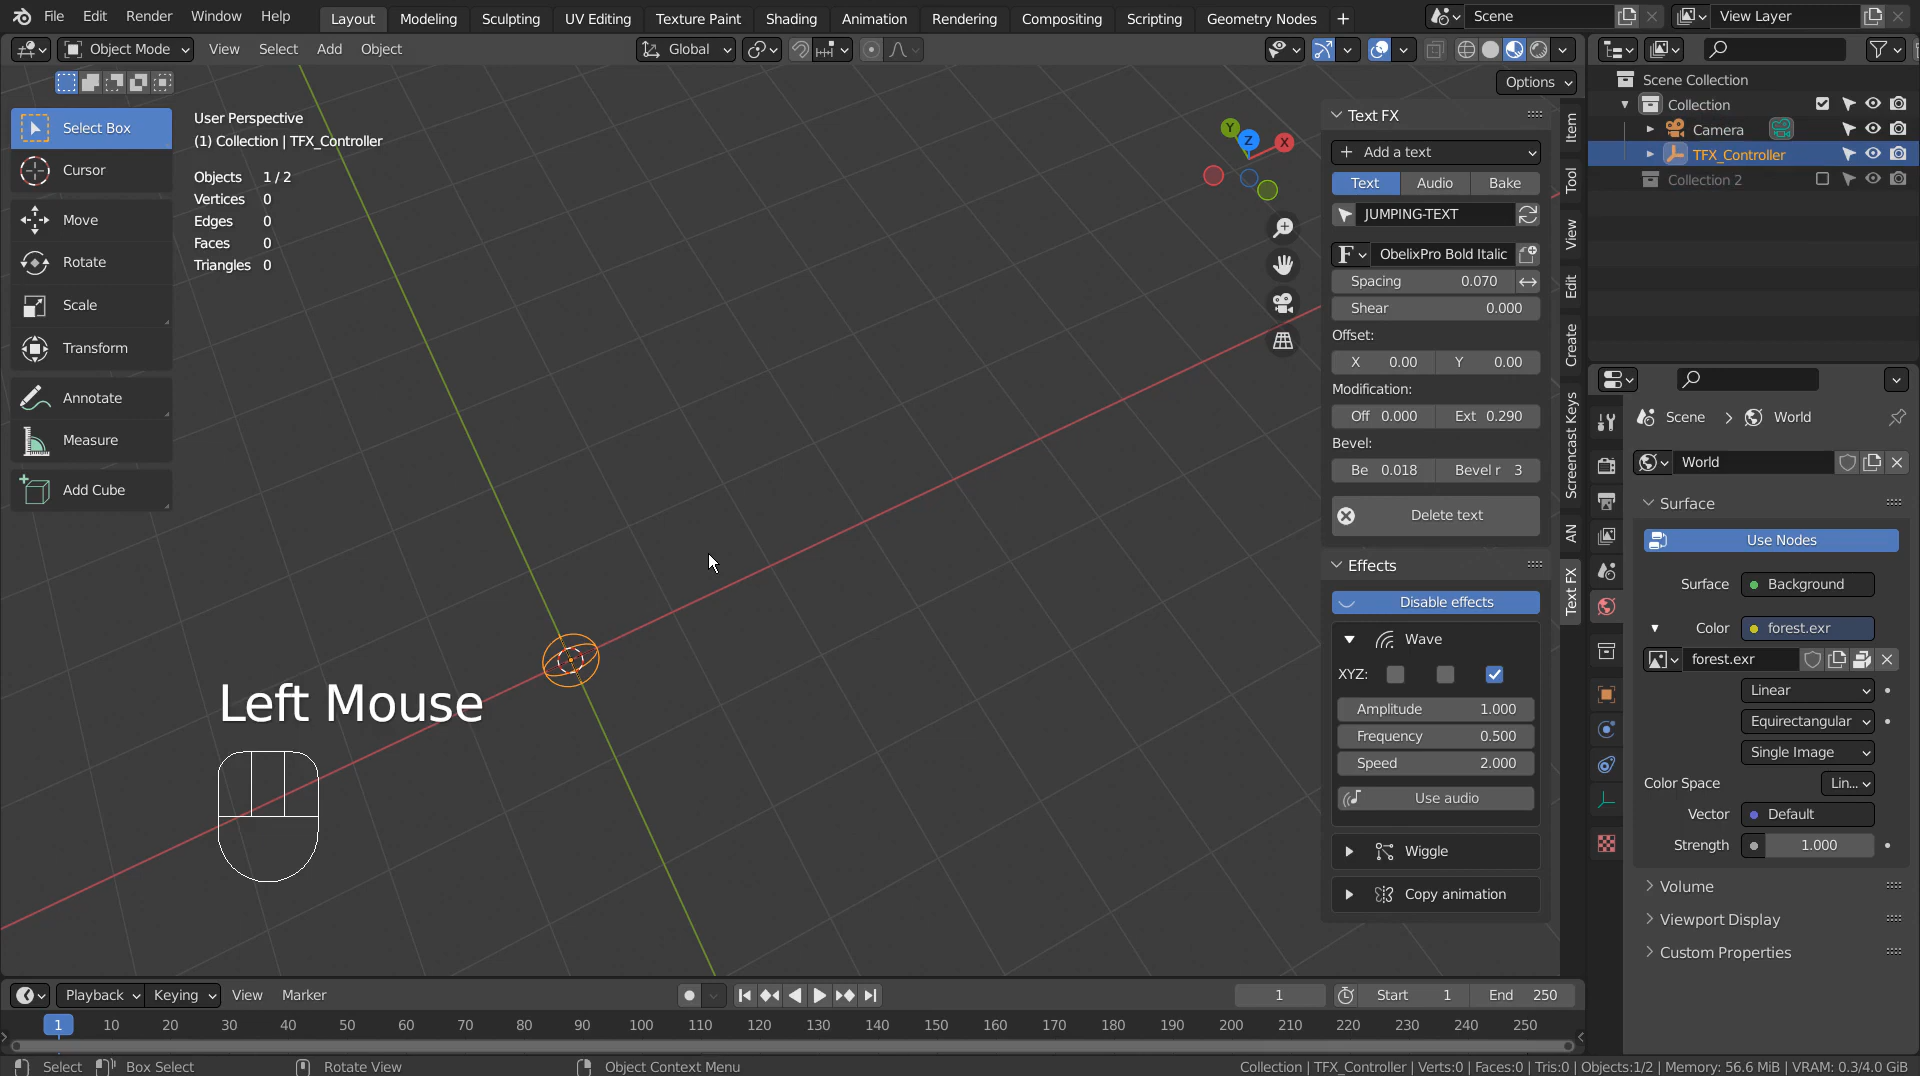 File Edit Render Window Help Layout Modeling Sculpting UV Editing Texture Paint Shading Animation Rendering Compositing Scripting Geometry Nodes + Scene View Layer
Object Mode View Select Add Object Global
Options
Select Box
Cursor
Move
Rotate
Scale
Transform
Annotate
Measure
Add Cube
User Perspective
(1) Collection | TFX_Controller
Objects 1/2
Vertices 0
Edges 0
Faces 0
Triangles 0
Y Z X
Left Mouse
Text FX
+ Add a text
Text Audio Bake
JUMPING-TEXT
F ObelixPro Bold Italic
Spacing 0.070
Shear 0.000
Offset:
X 0.00 Y 0.00
Modification:
Off 0.000 Ext 0.290
Bevel:
Be 0.018 Bevel r 3
Delete text
Effects
Disable effects
Wave
XYZ:
Amplitude 1.000
Frequency 0.500
Speed 2.000
Use audio
Wiggle
Copy animation
Item
Tool
View
Edit
Create
Screencast Keys
AN
Text FX
Scene Collection
Collection
Camera
TFX_Controller
Collection 2
Scene > World
World
Surface
Use Nodes
Surface Background
Color forest.exr
forest.exr
Linear
Equirectangular
Single Image
Color Space Lin...
Vector Default
Strength 1.000
Volume
Viewport Display
Custom Properties
Playback Keying View Marker 1 Start 1 End 250
1 10 20 30 40 50 60 70 80 90 100 110 120 130 140 150 160 170 180 190 200 210 220 230 240 250
Select Box Select Rotate View Object Context Menu Collection | TFX_Controller | Verts:0 | Faces:0 | Tris:0 | Objects:1/2 | Memory: 56.6 MiB | VRAM: 0.3/4.0 GiB